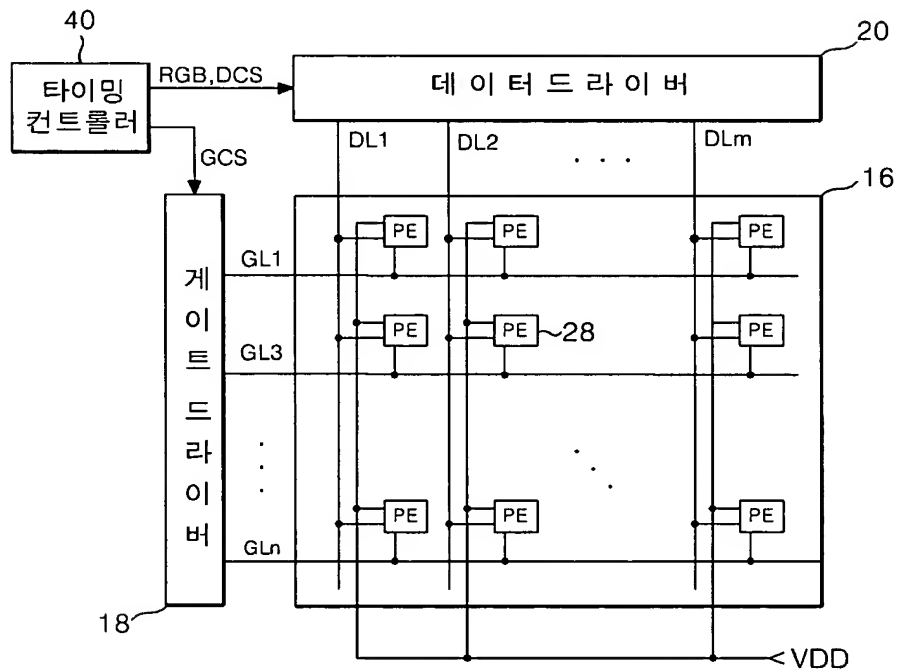 40
타이밍
컨트롤러
RGB,DCS
GCS
20
데이터드라이버
DL1
DL2
· · ·
DLm
16
게이트드라이버
18
GL1
PE
PE
PE
GL3
PE
PE
28
PE
GLn
PE
PE
PE
VDD